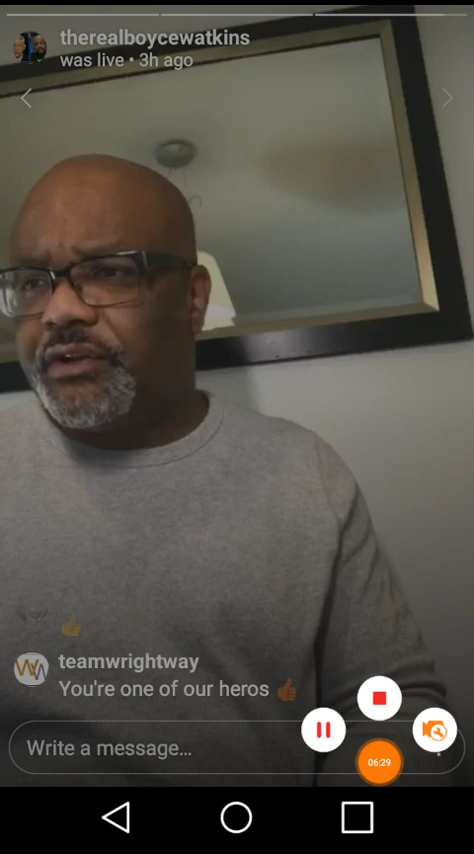 therealboycewatkins
was live • 3h ago
teamwrightway
You're one of our heros 👍🏾
Write a message...
06:29